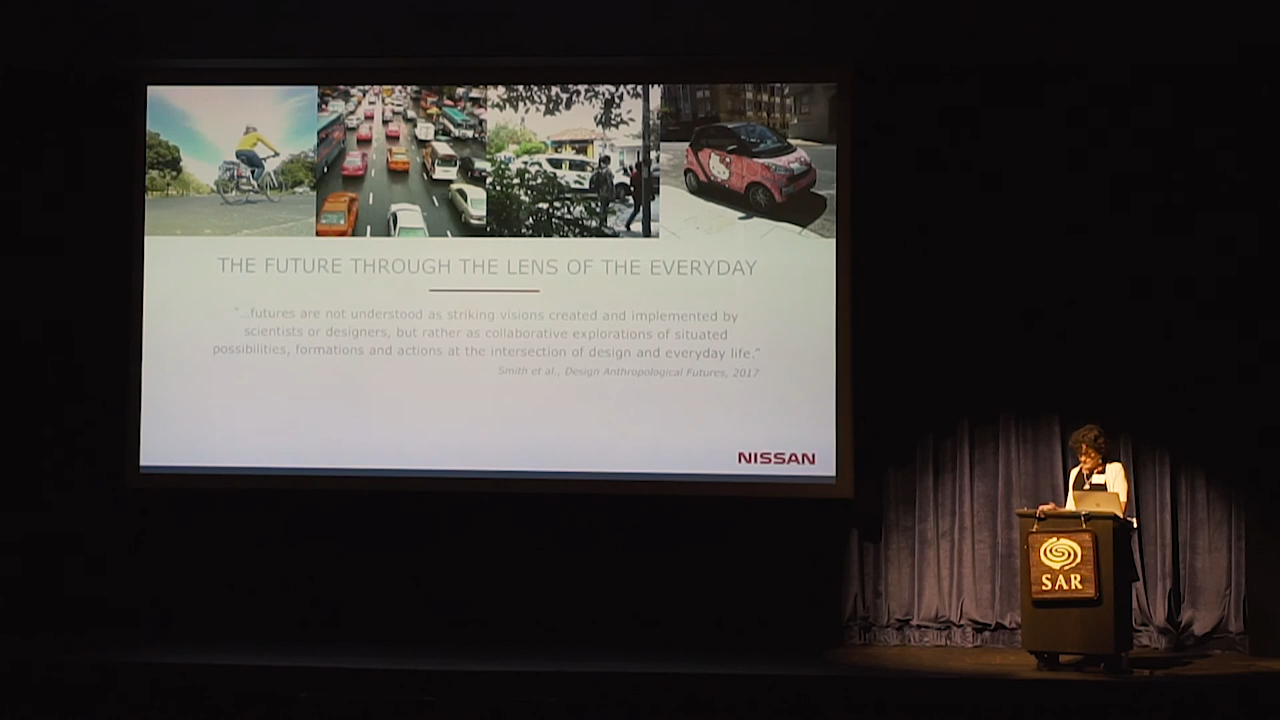 THE FUTURE THROUGH THE LENS OF THE EVERYDAY
"...futures are not understood as striking visions created and implemented by
scientists or designers, but rather as collaborative explorations of situated
possibilities, formations and actions at the intersection of design and everyday life."
Smith et al., Design Anthropological Futures, 2017
NISSAN
SAR